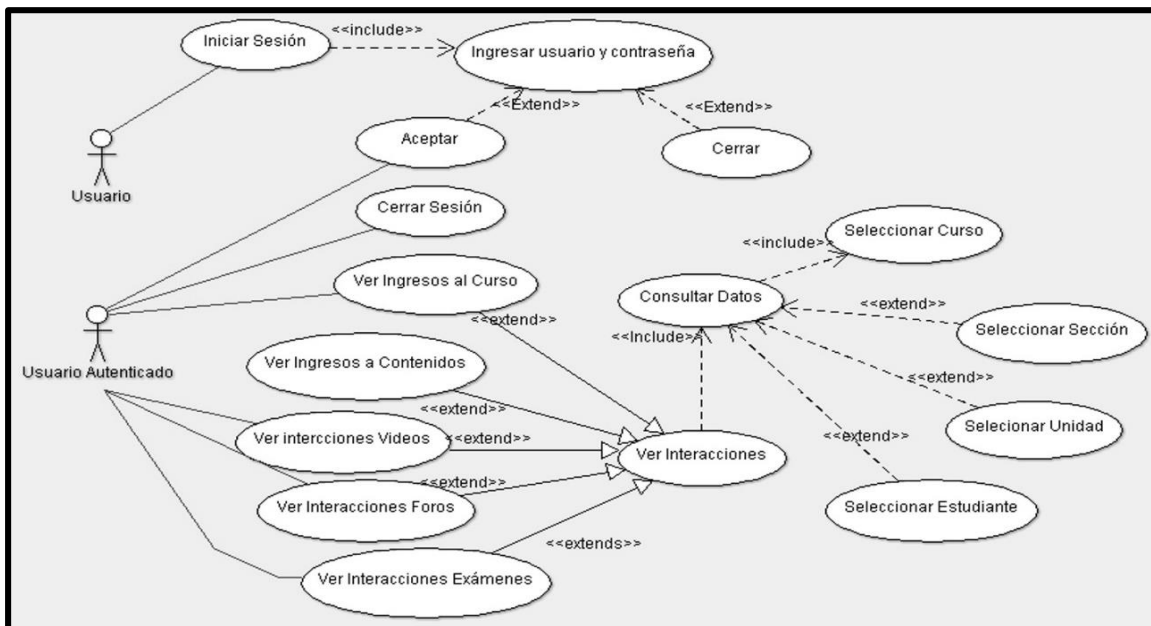 Iniciar Sesión
<<include>>
Ingresar usuario y contraseña
<<Extend>>
<<Extend>>
Aceptar
Cerrar
Usuario
Cerrar Sesión
Seleccionar Curso
<<include>>
Ver Ingresos al Curso
Consultar Datos
<<extend>>
<<extend>>
Seleccionar Sección
<<Include>>
Ver Ingresos a Contenidos
Usuario Autenticado
<<extend>>
<<extend>>
Selecionar Unidad
Ver intercciones Videos
<<extend>>
<<extend>>
Ver Interacciones
<<extend>>
Ver Interacciones Foros
Seleccionar Estudiante
<<extends>>
Ver Interacciones Exámenes